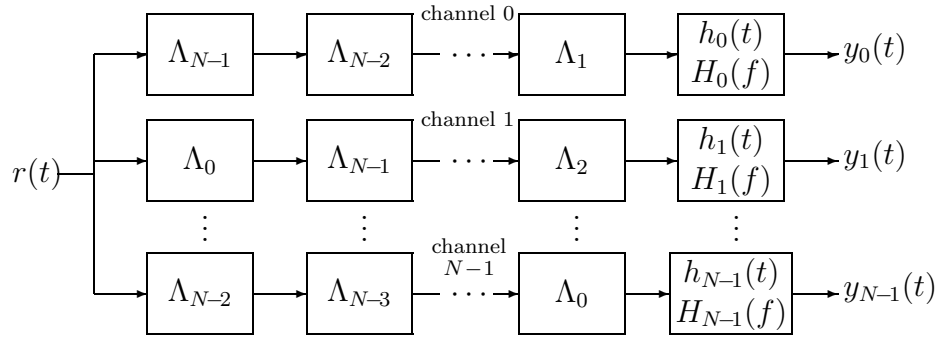 channel 0
Λ_{N−1} Λ_{N−2} ⋯ Λ_1 h_0(t) y_0(t)
H_0(f)
channel 1
r(t) Λ_0 Λ_{N−1} ⋯ Λ_2 h_1(t) y_1(t)
H_1(f)
⋮ ⋮ ⋮ ⋮
channel
N−1
Λ_{N−2} Λ_{N−3} ⋯ Λ_0 h_{N−1}(t) y_{N−1}(t)
H_{N−1}(f)